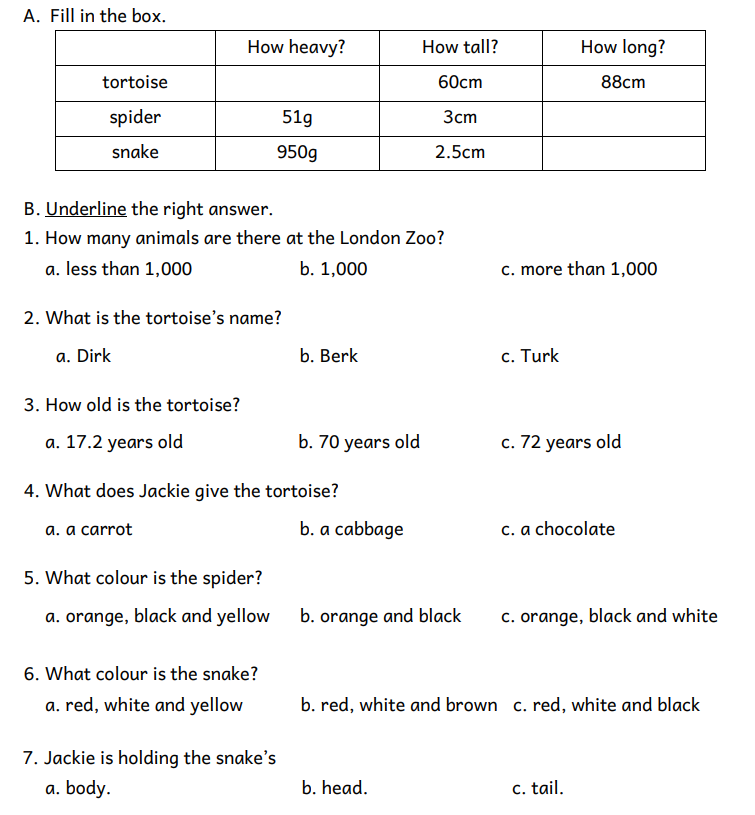 A. Fill in the box.
How heavy? How tall? How long?
tortoise 60cm 88cm
spider 51g 3cm
snake 950g 2.5cm
B. Underline the right answer.
1. How many animals are there at the London Zoo?
a. less than 1,000 b. 1,000 c. more than 1,000
2. What is the tortoise’s name?
a. Dirk b. Berk c. Turk
3. How old is the tortoise?
a. 17.2 years old b. 70 years old c. 72 years old
4. What does Jackie give the tortoise?
a. a carrot b. a cabbage c. a chocolate
5. What colour is the spider?
a. orange, black and yellow b. orange and black c. orange, black and white
6. What colour is the snake?
a. red, white and yellow b. red, white and brown c. red, white and black
7. Jackie is holding the snake’s
a. body. b. head. c. tail.